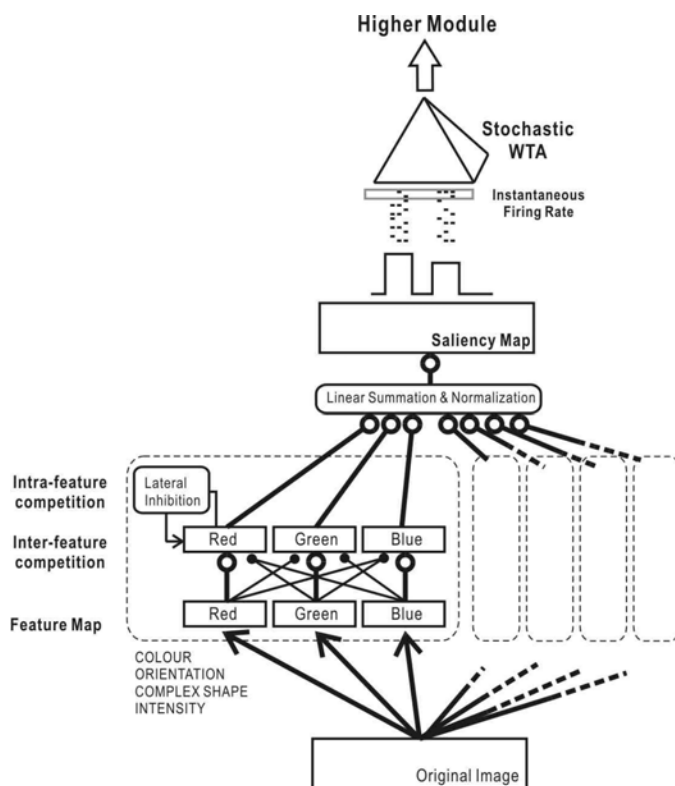 Higher Module
Stochastic
WTA
Instantaneous
Firing Rate
Saliency Map
Linear Summation & Normalization
Intra-feature
competition
Lateral
Inhibition
Inter-feature
competition
Red
Green
Blue
Feature Map
Red
Green
Blue
COLOUR
ORIENTATION
COMPLEX SHAPE
INTENSITY
Original Image